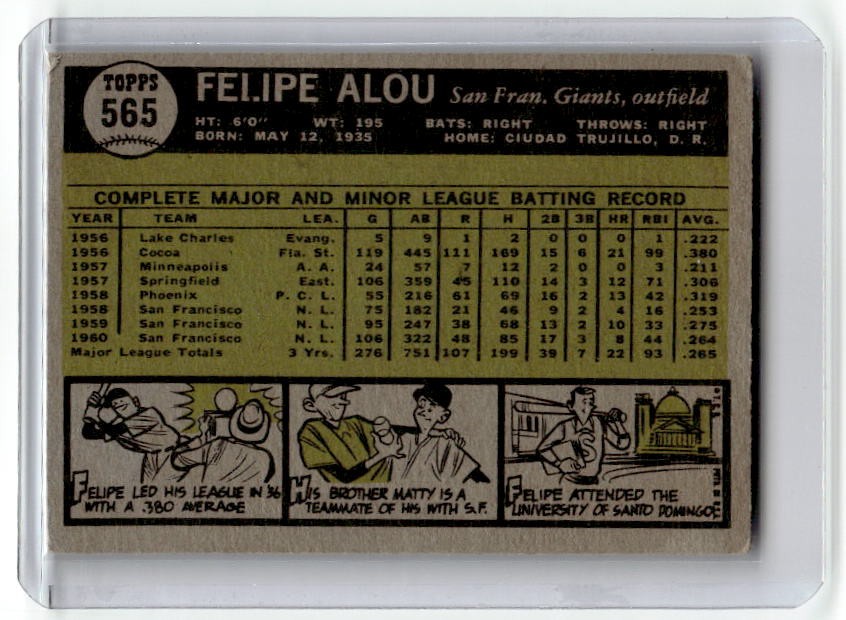 TOPPS
565
FELIPE ALOU San Fran. Giants, outfield
HT: 6'0" WT: 195 BATS: RIGHT THROWS: RIGHT
BORN: MAY 12, 1935 HOME: CIUDAD TRUJILLO, D. R.
COMPLETE MAJOR AND MINOR LEAGUE BATTING RECORD
YEAR TEAM LEA. G AB R H 2B 3B HR RBI AVG.
1956 Lake Charles Evang. 5 9 1 2 0 0 0 1 .222
1956 Cocoa Fla. St. 119 445 111 169 15 6 21 99 .380
1957 Minneapolis A. A. 24 57 7 12 2 0 0 3 .211
1957 Springfield East. 106 359 45 110 14 3 12 71 .306
1958 Phoenix P. C. L. 55 216 61 69 16 2 13 42 .319
1958 San Francisco N. L. 75 182 21 46 9 2 4 16 .253
1959 San Francisco N. L. 95 247 38 68 13 2 10 33 .275
1960 San Francisco N. L. 106 322 48 85 17 3 8 44 .264
Major League Totals 3 Yrs. 276 751 107 199 39 7 22 93 .265
FELIPE LED HIS LEAGUE IN '56
WITH A .380 AVERAGE
HIS BROTHER MATTY IS A
TEAMMATE OF HIS WITH S.F.
FELIPE ATTENDED THE
UNIVERSITY OF SANTO DOMINGO
© T.C.G. PRTD. IN U.S.A.